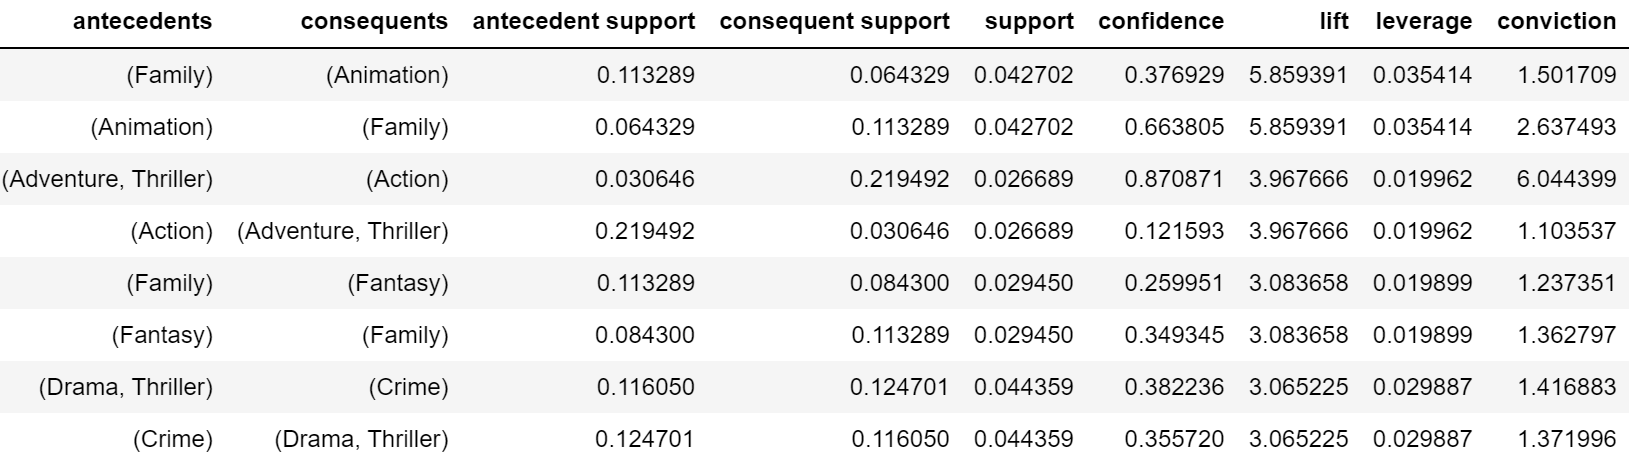 antecedents consequents antecedent support consequent support support confidence lift leverage conviction
(Family) (Animation) 0.113289 0.064329 0.042702 0.376929 5.859391 0.035414 1.501709
(Animation) (Family) 0.064329 0.113289 0.042702 0.663805 5.859391 0.035414 2.637493
(Adventure, Thriller) (Action) 0.030646 0.219492 0.026689 0.870871 3.967666 0.019962 6.044399
(Action) (Adventure, Thriller) 0.219492 0.030646 0.026689 0.121593 3.967666 0.019962 1.103537
(Family) (Fantasy) 0.113289 0.084300 0.029450 0.259951 3.083658 0.019899 1.237351
(Fantasy) (Family) 0.084300 0.113289 0.029450 0.349345 3.083658 0.019899 1.362797
(Drama, Thriller) (Crime) 0.116050 0.124701 0.044359 0.382236 3.065225 0.029887 1.416883
(Crime) (Drama, Thriller) 0.124701 0.116050 0.044359 0.355720 3.065225 0.029887 1.371996